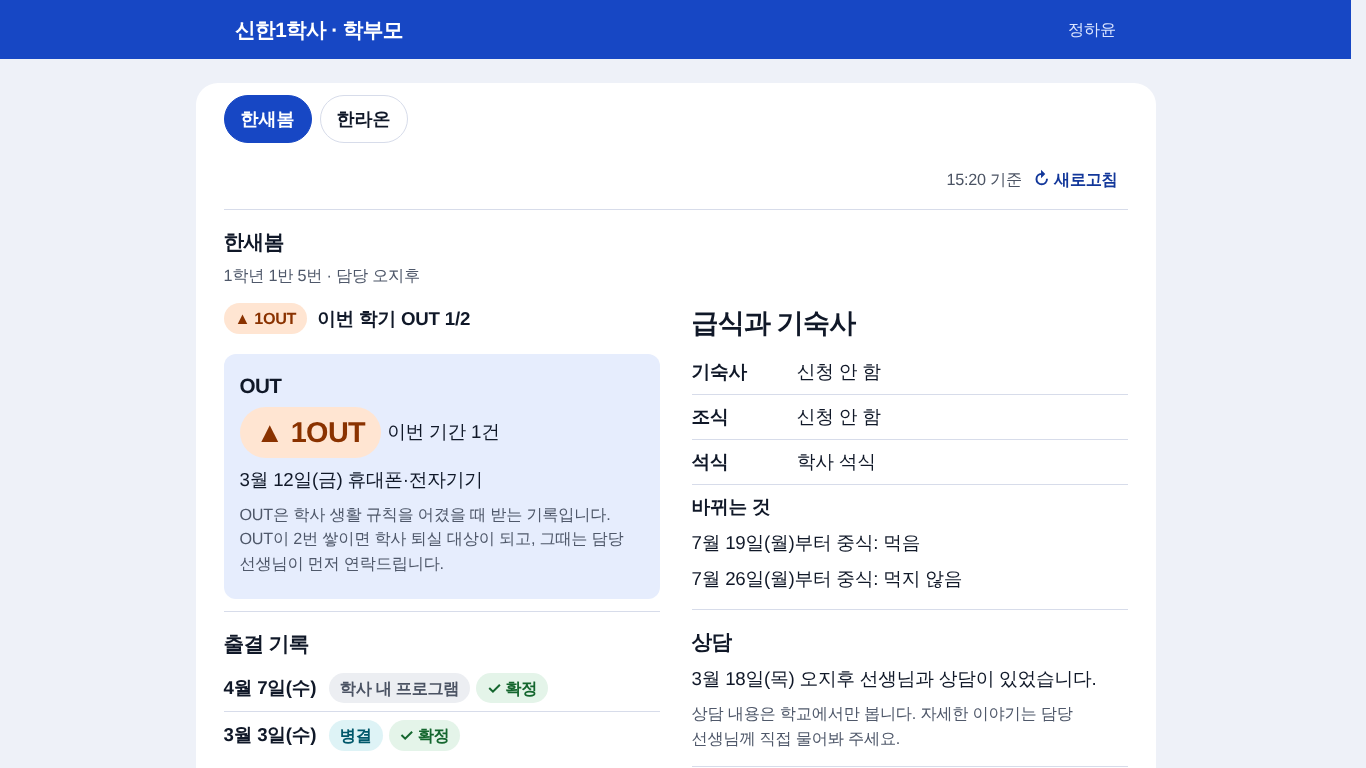 신한1학사 · 학부모
정하윤
한새봄
한라온
15:20 기준
새로고침
한새봄
1학년 1반 5번 · 담당 오지후
▲ 1OUT 이번 학기 OUT 1/2
OUT
▲ 1OUT 이번 기간 1건
3월 12일(금) 휴대폰·전자기기
OUT은 학사 생활 규칙을 어겼을 때 받는 기록입니다.
OUT이 2번 쌓이면 학사 퇴실 대상이 되고, 그때는 담당
선생님이 먼저 연락드립니다.
출결 기록
4월 7일(수) 학사 내 프로그램 ✓ 확정
3월 3일(수) 병결 ✓ 확정
급식과 기숙사
기숙사 신청 안 함
조식 신청 안 함
석식 학사 석식
바뀌는 것
7월 19일(월)부터 중식: 먹음
7월 26일(월)부터 중식: 먹지 않음
상담
3월 18일(목) 오지후 선생님과 상담이 있었습니다.
상담 내용은 학교에서만 봅니다. 자세한 이야기는 담당
선생님께 직접 물어봐 주세요.